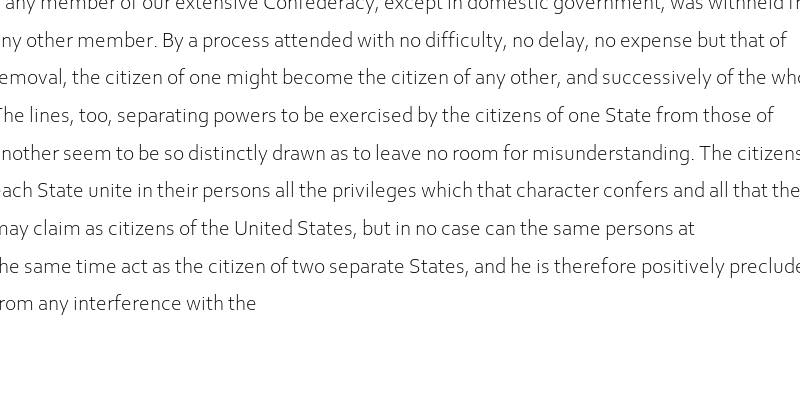 any member of our extensive Confederacy, except in domestic government, was withheld
ny other member. By a process attended with no difficulty, no delay, no expense but that of
emoval, the citizen of one might become the citizen of any other, and successively of the who
The lines, too, separating powers to be exercised by the citizens of one State from those of
nother seem to be so distinctly drawn as to leave no room for misunderstanding. The citizens
each State unite in their persons all the privileges which that character confers and all that the
may claim as citizens of the United States, but in no case can the same persons at
he same time act as the citizen of two separate States, and he is therefore positively preclude
rom any interference with the